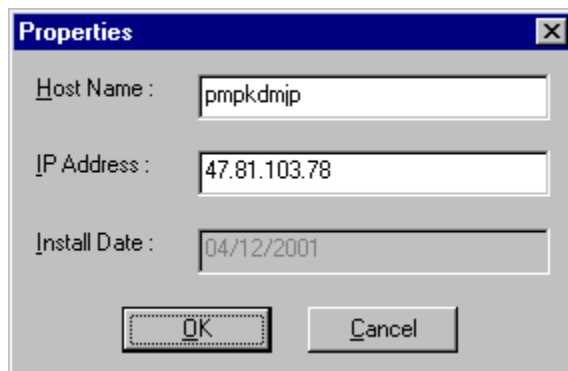 Properties
Host Name : pmpkdmjp
IP Address : 47.81.103.78
Install Date : 04/12/2001
OK Cancel